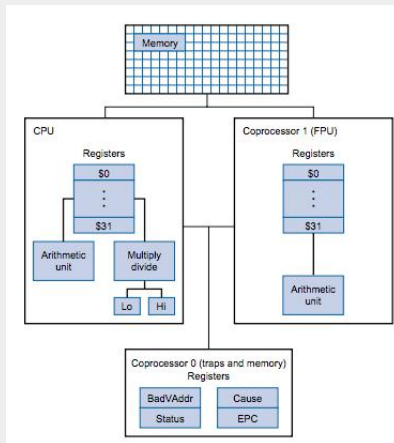 Memory
CPU
Registers
$0
$31
Arithmetic
unit
Multiply
divide
Lo
Hi
Coprocessor 1 (FPU)
Registers
$0
$31
Arithmetic
unit
Coprocessor 0 (traps and memory)
Registers
BadVAddr
Cause
Status
EPC